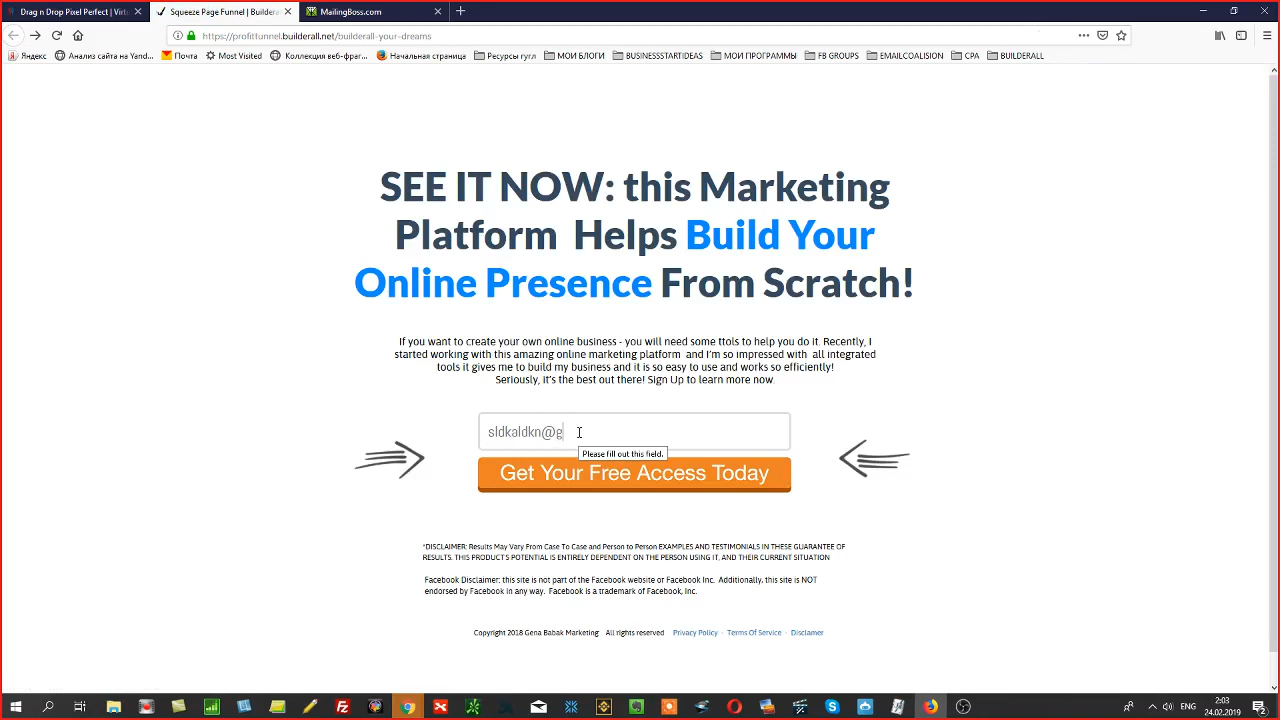 Drag n Drop Pixel Perfect | Virte
Squeeze Page Funnel | Buildera
MailingBoss.com
https://profittunnel.builderall.net/builderall-your-dreams
Яндекс
Анализ сайта на Yand...
Почта
Most Visited
Коллекция веб-фраг...
Начальная страница
Ресурсы гугл
МОИ БЛОГИ
BUSINESSSTARTIDEAS
МОИ ПРОГРАММЫ
FB GROUPS
EMAILCOALISION
CPA
BUILDERALL
SEE IT NOW: this Marketing
Platform Helps Build Your
Online Presence From Scratch!
If you want to create your own online business - you will need some ttols to help you do it. Recently, I
started working with this amazing online marketing platform and I'm so impressed with all integrated
tools it gives me to build my business and it is so easy to use and works so efficiently!
Seriously, it's the best out there! Sign Up to learn more now.
sldkaldkn@g
Please fill out this field.
Get Your Free Access Today
*DISCLAIMER: Results May Vary From Case To Case and Person to Person EXAMPLES AND TESTIMONIALS IN THESE GUARANTEE OF
RESULTS. THIS PRODUCT'S POTENTIAL IS ENTIRELY DEPENDENT ON THE PERSON USING IT, AND THEIR CURRENT SITUATION
Facebook Disclaimer: this site is not part of the Facebook website or Facebook Inc. Additionally, this site is NOT
endorsed by Facebook in any way. Facebook is a trademark of Facebook, Inc.
Copyright 2018 Gena Babak Marketing All rights reserved Privacy Policy - Terms Of Service - Disclamer
ENG
2:03
24.02.2019
2